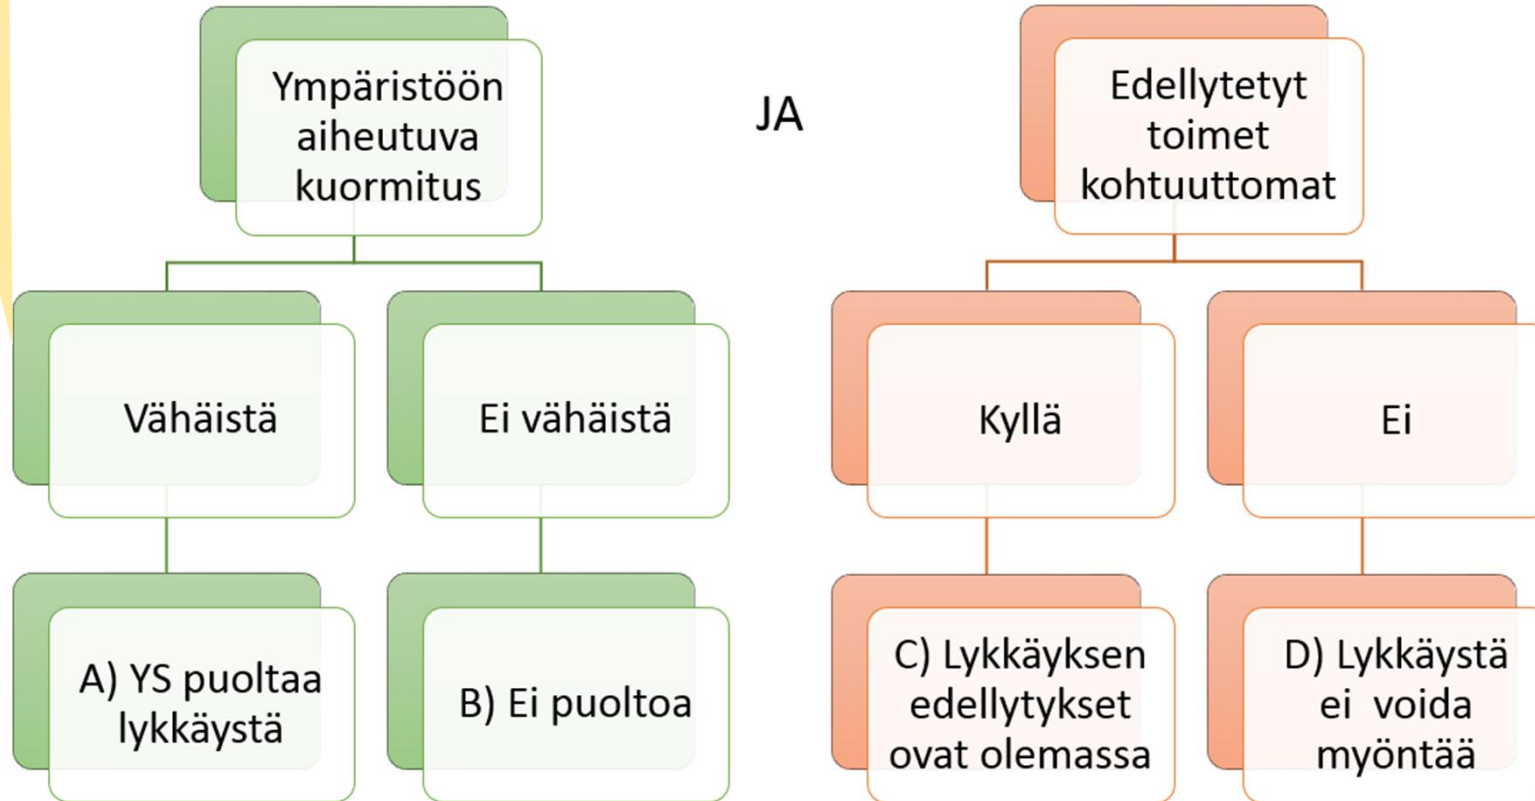 Ympäristöön
aiheutuva
kuormitus
JA
Edellytetyt
toimet
kohtuuttomat
Vähäistä
Ei vähäistä
Kyllä
Ei
A) YS puoltaa
lykkäystä
B) Ei puoltoa
C) Lykkäyksen
edellytykset
ovat olemassa
D) Lykkäystä
ei voida
myöntää